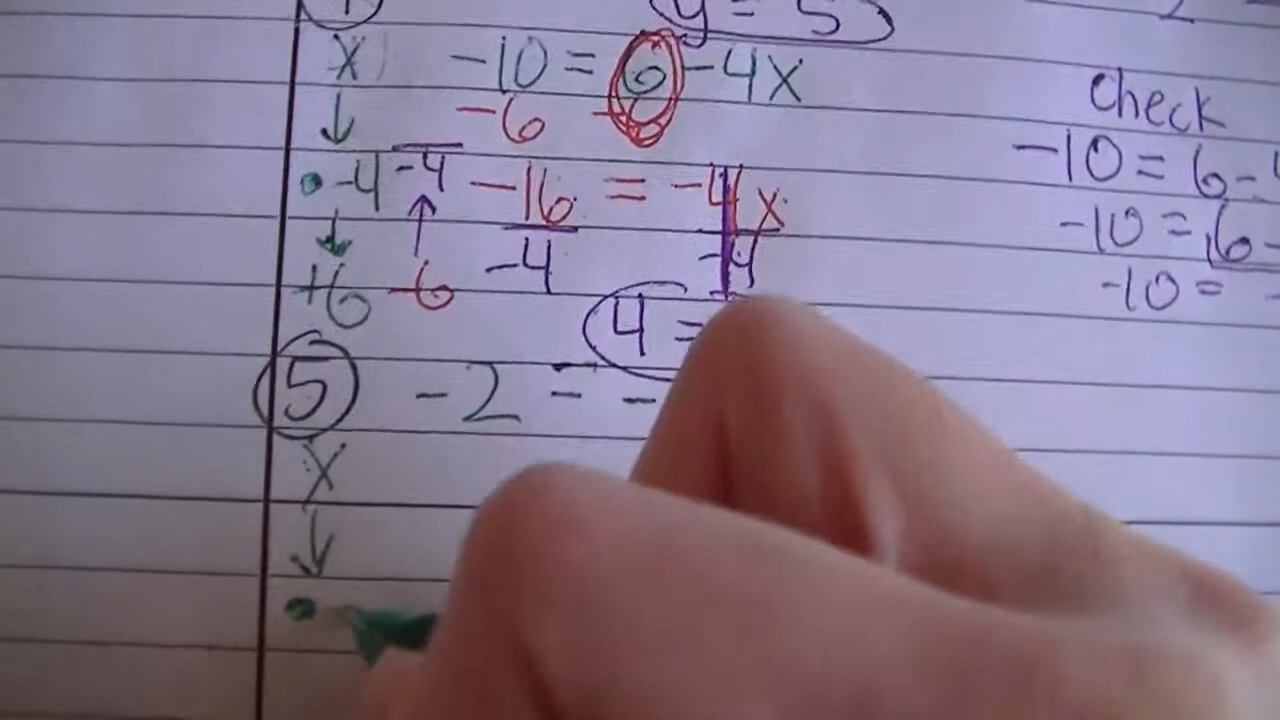 y = 5
x -10 = 6 - 4x
-6
• -4 ÷ -4 -16 = -4x
-4 -4
+6 -6
4 =
5 -2 = -
x
Check
-10 = 6 -
-10 = 6 -
-10 = -